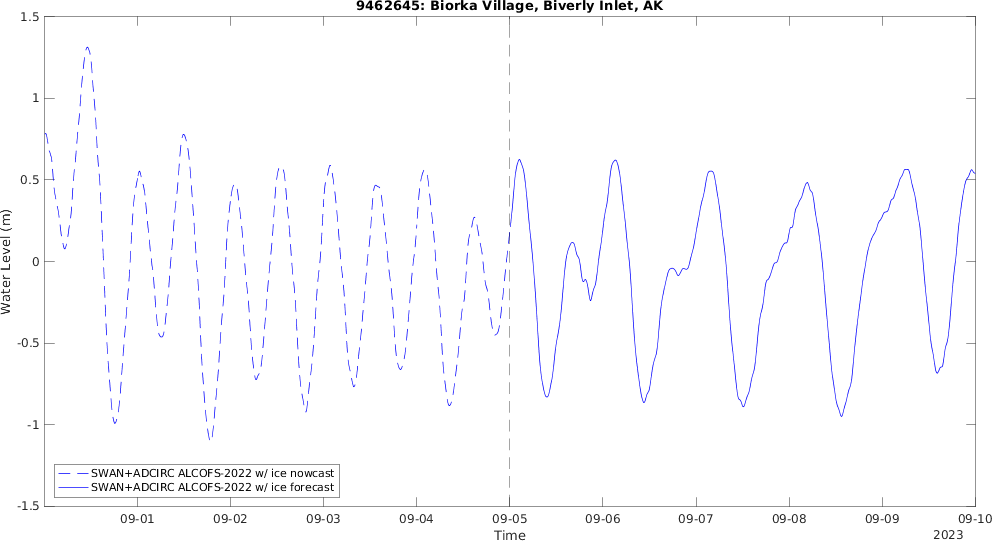 9462645: Biorka Village, Biverly Inlet, AK
Water Level (m)
1.5
1
0.5
0
-0.5
-1
-1.5
SWAN+ADCIRC ALCOFS-2022 w/ ice nowcast
SWAN+ADCIRC ALCOFS-2022 w/ ice forecast
09-01 09-02 09-03 09-04 09-05 09-06 09-07 09-08 09-09 09-10
Time
2023